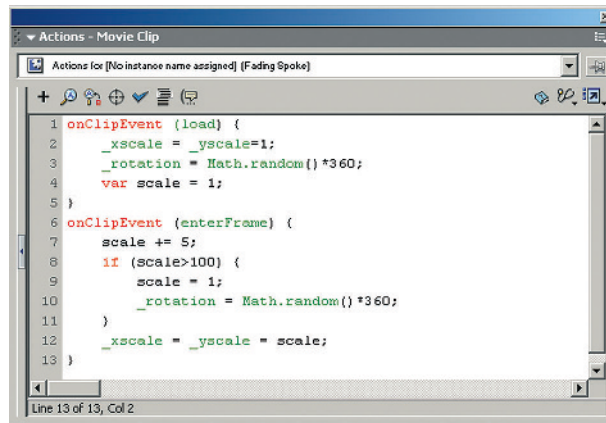 Actions - Movie Clip
Actions for [No instance name assigned] (Fading Spoke)
1 onClipEvent (load) {
2 _xscale = _yscale=1;
3 _rotation = Math.random()*360;
4 var scale = 1;
5 }
6 onClipEvent (enterFrame) {
7 scale += 5;
8 if (scale>100) {
9 scale = 1;
10 _rotation = Math.random()*360;
11 }
12 _xscale = _yscale = scale;
13 }
Line 13 of 13, Col 2